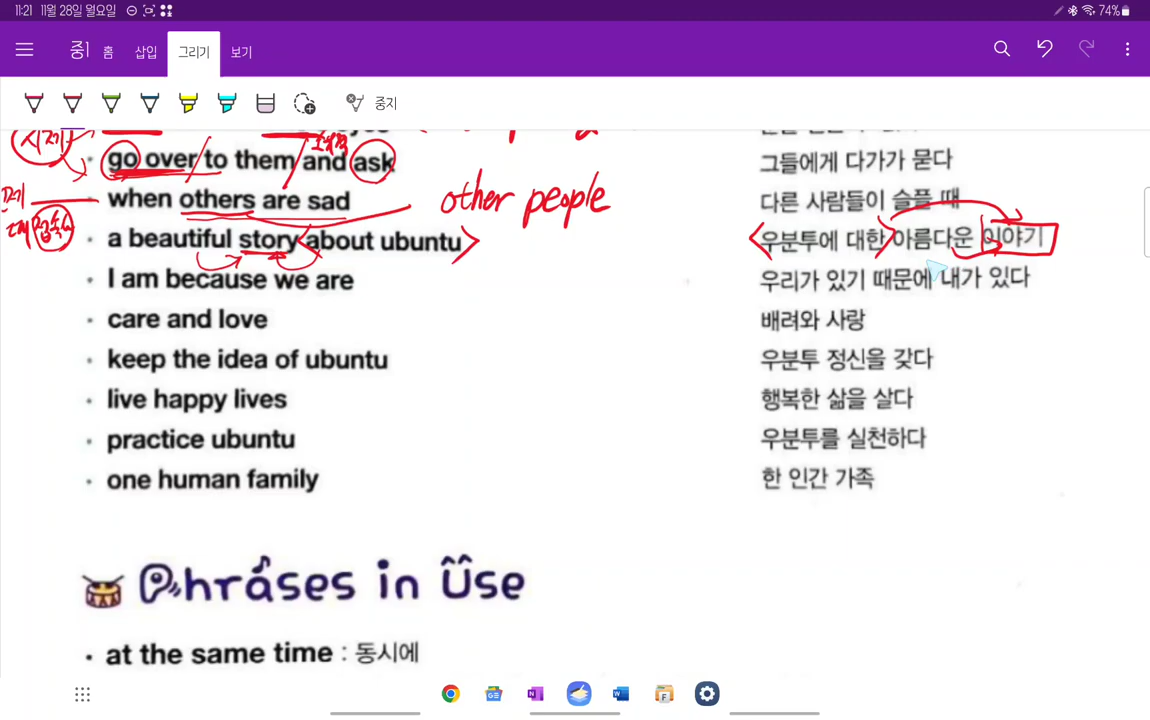 11:21 11월 28일 월요일
74%
중1 홈 삽입 그리기 보기
중지
시제
go over to them and ask
그들에게 다가가 묻다
when others are sad
other people
다른 사람들이 슬플 때
접속사
a beautiful story <about ubuntu>
<우분투에 대한> 아름다운 이야기
I am because we are
우리가 있기 때문에 내가 있다
care and love
배려와 사랑
keep the idea of ubuntu
우분투 정신을 갖다
live happy lives
행복한 삶을 살다
practice ubuntu
우분투를 실천하다
one human family
한 인간 가족
Phrases in Use
at the same time : 동시에